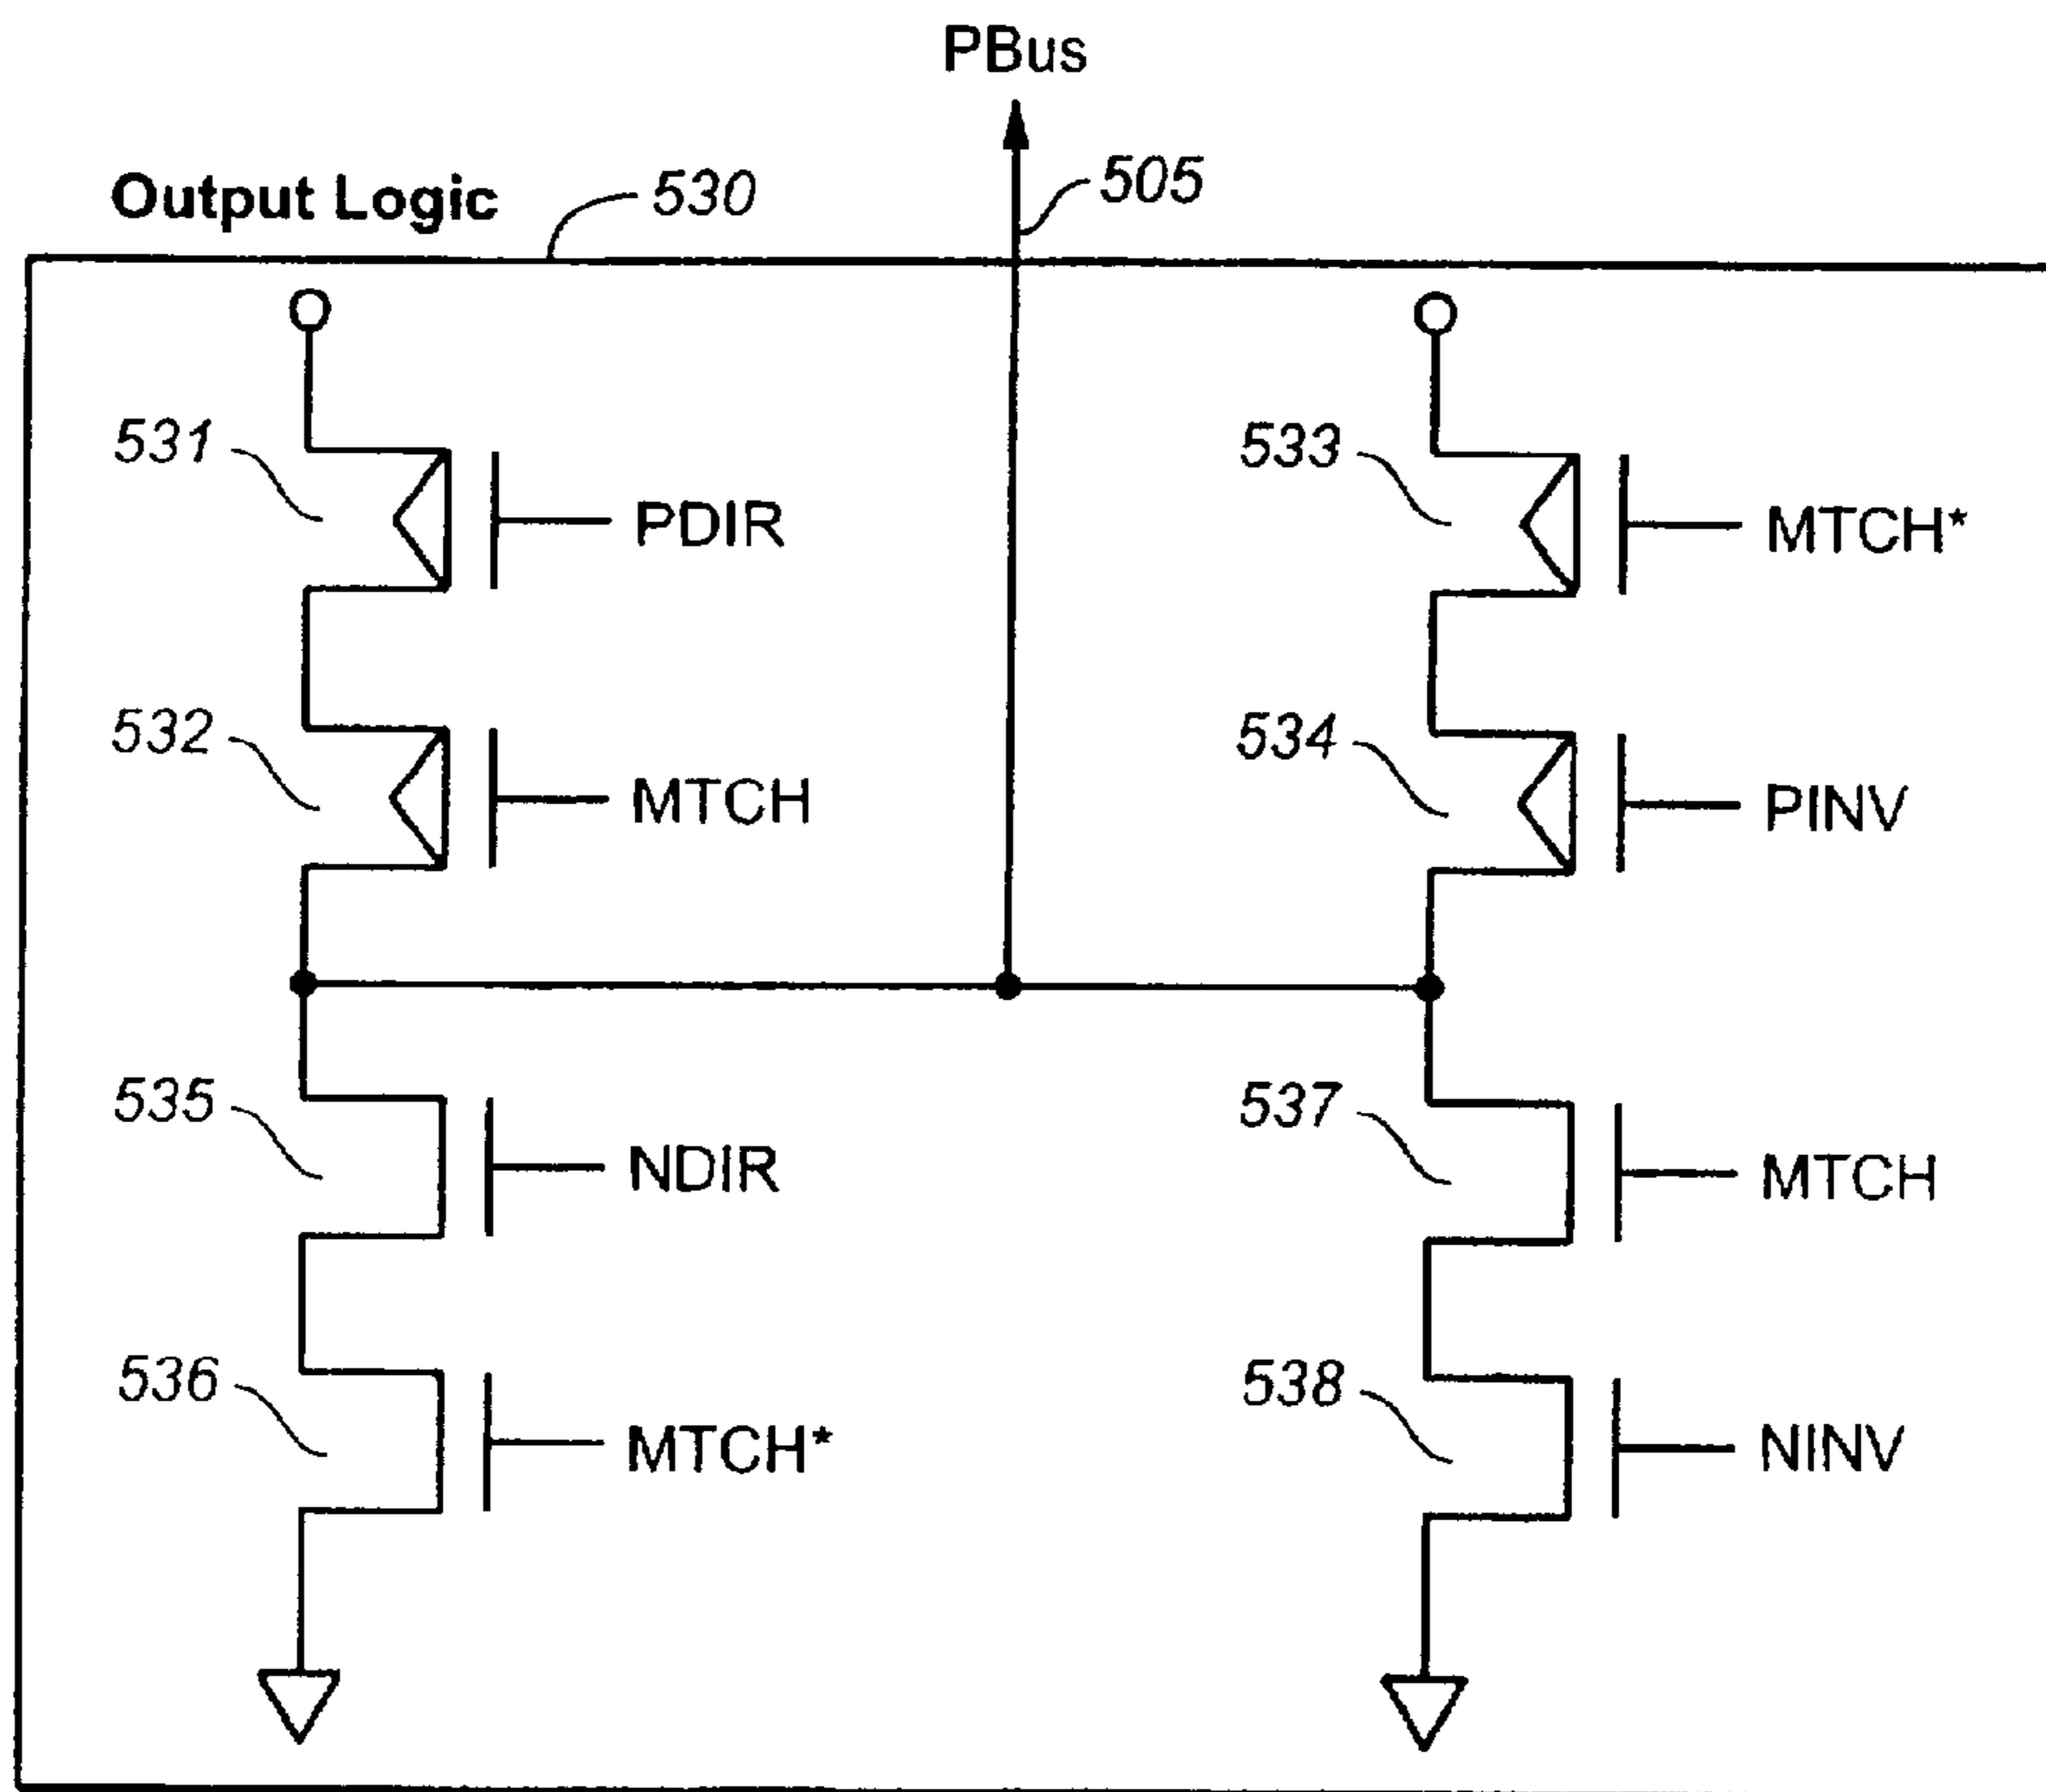 PBus
505
Output Logic
530
531
PDIR
533
MTCH*
532
MTCH
534
PINV
535
NDIR
537
MTCH
536
MTCH*
538
NINV